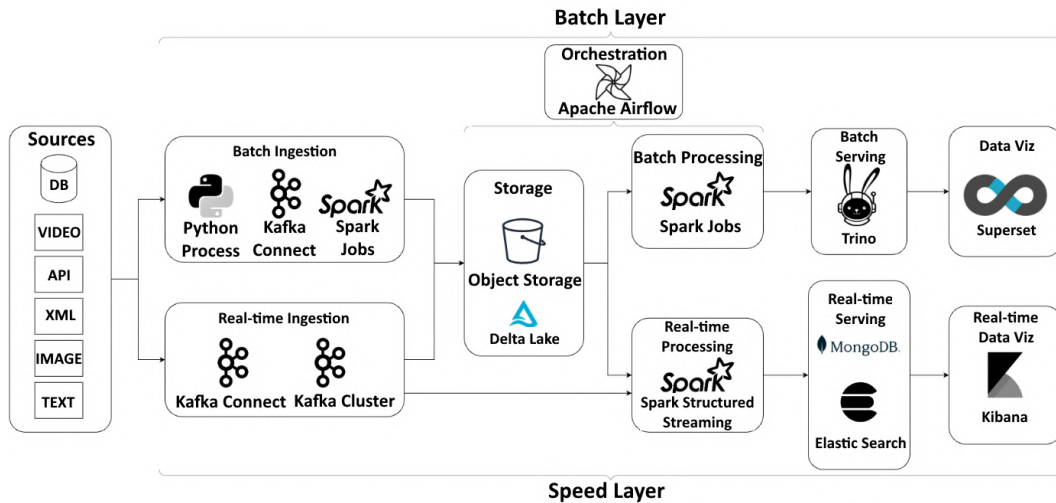 Batch Layer
Orchestration
Apache Airflow
Sources
DB
VIDEO
API
XML
IMAGE
TEXT
Batch Ingestion
Python
Process
Kafka
Connect
Spark
Spark
Jobs
Real-time Ingestion
Kafka Connect
Kafka Cluster
Storage
Object Storage
Delta Lake
Batch Processing
Spark
Spark Jobs
Real-time
Processing
Spark
Spark Structured
Streaming
Batch
Serving
Trino
Real-time
Serving
MongoDB.
Elastic Search
Data Viz
Superset
Real-time
Data Viz
Kibana
Speed Layer